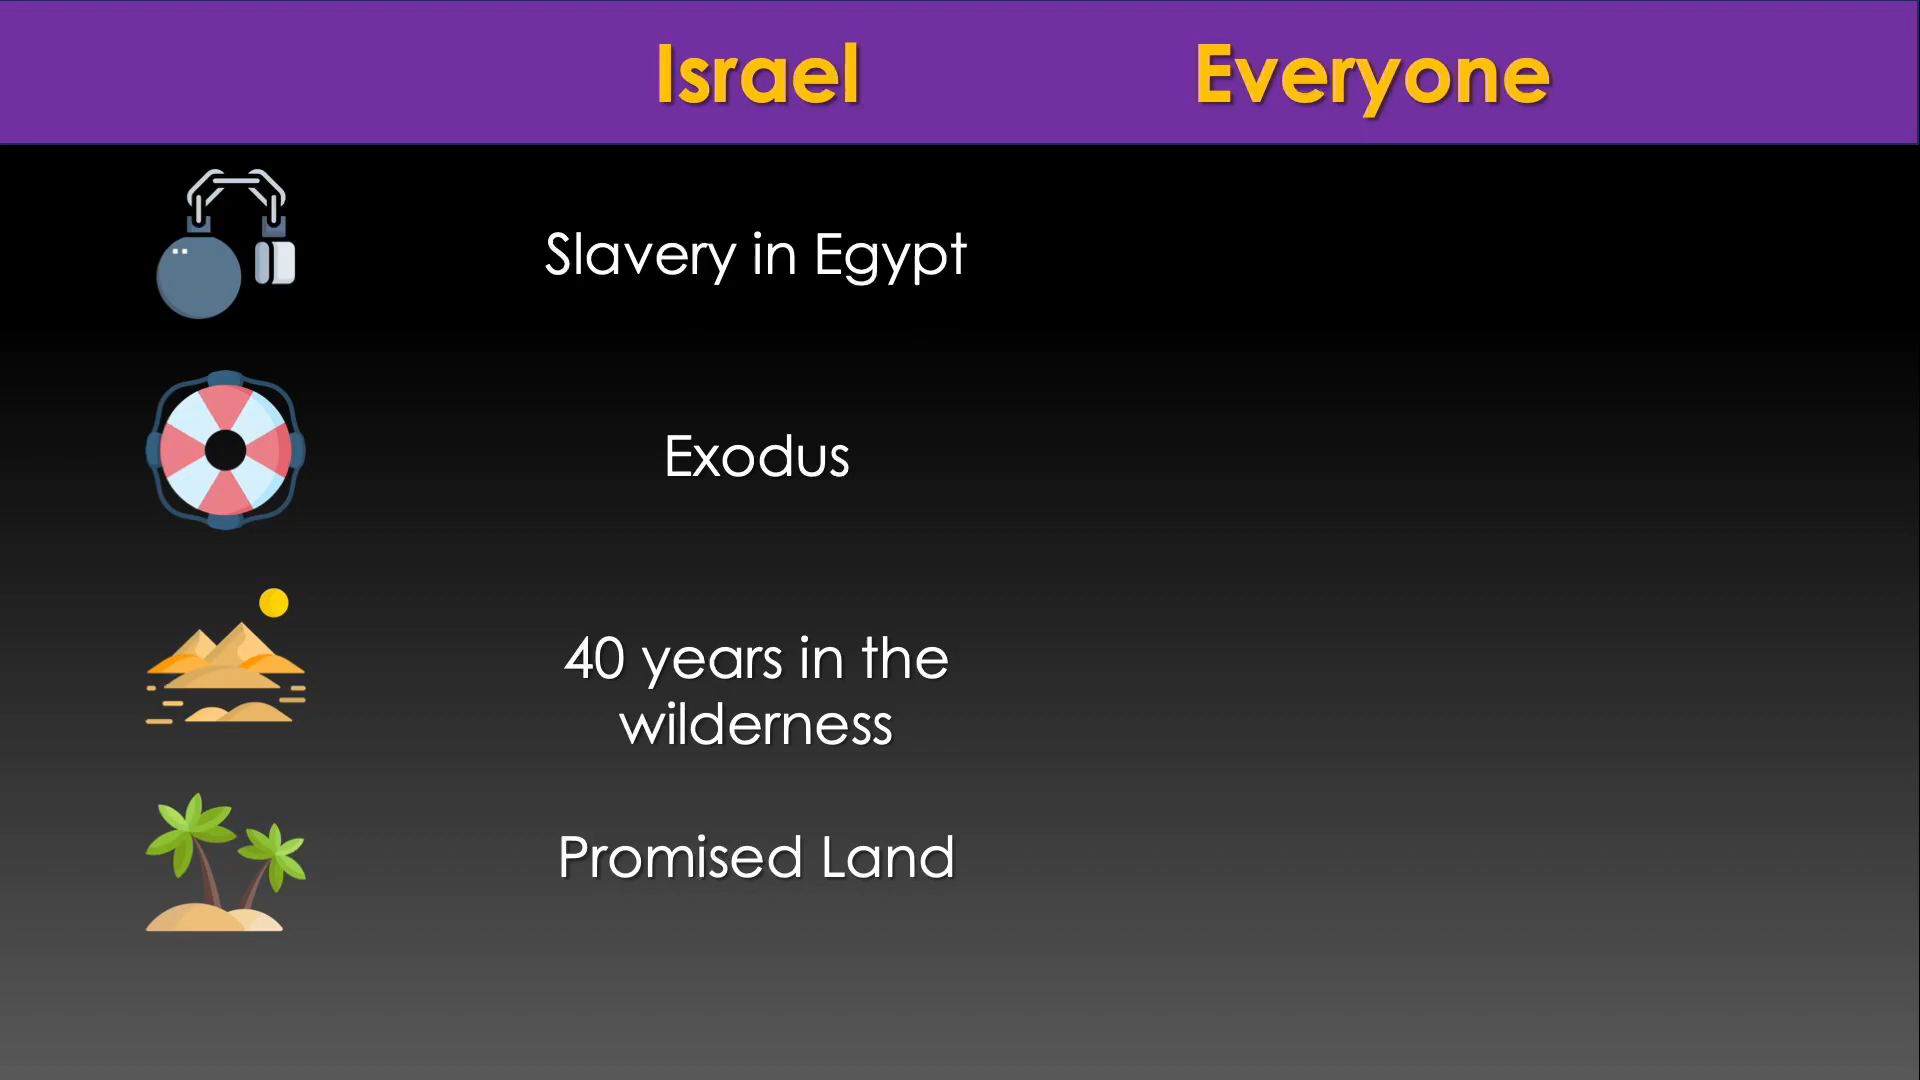 Israel
Everyone
Slavery in Egypt
Exodus
40 years in the
wilderness
Promised Land